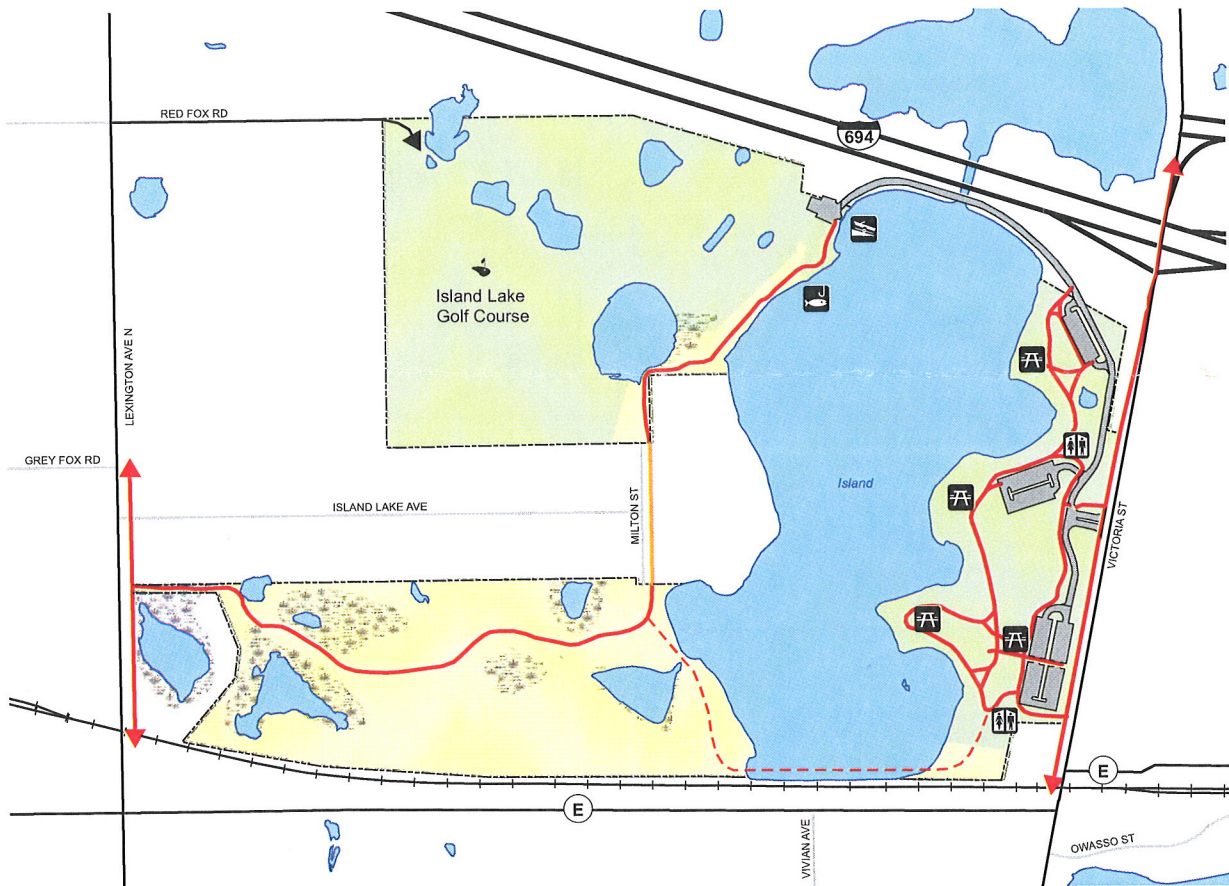 RED FOX RD
694
Island Lake
Golf Course
LEXINGTON AVE N
GREY FOX RD
ISLAND LAKE AVE
MILTON ST
Island
VICTORIA ST
E
E
VIVIAN AVE
OWASSO ST